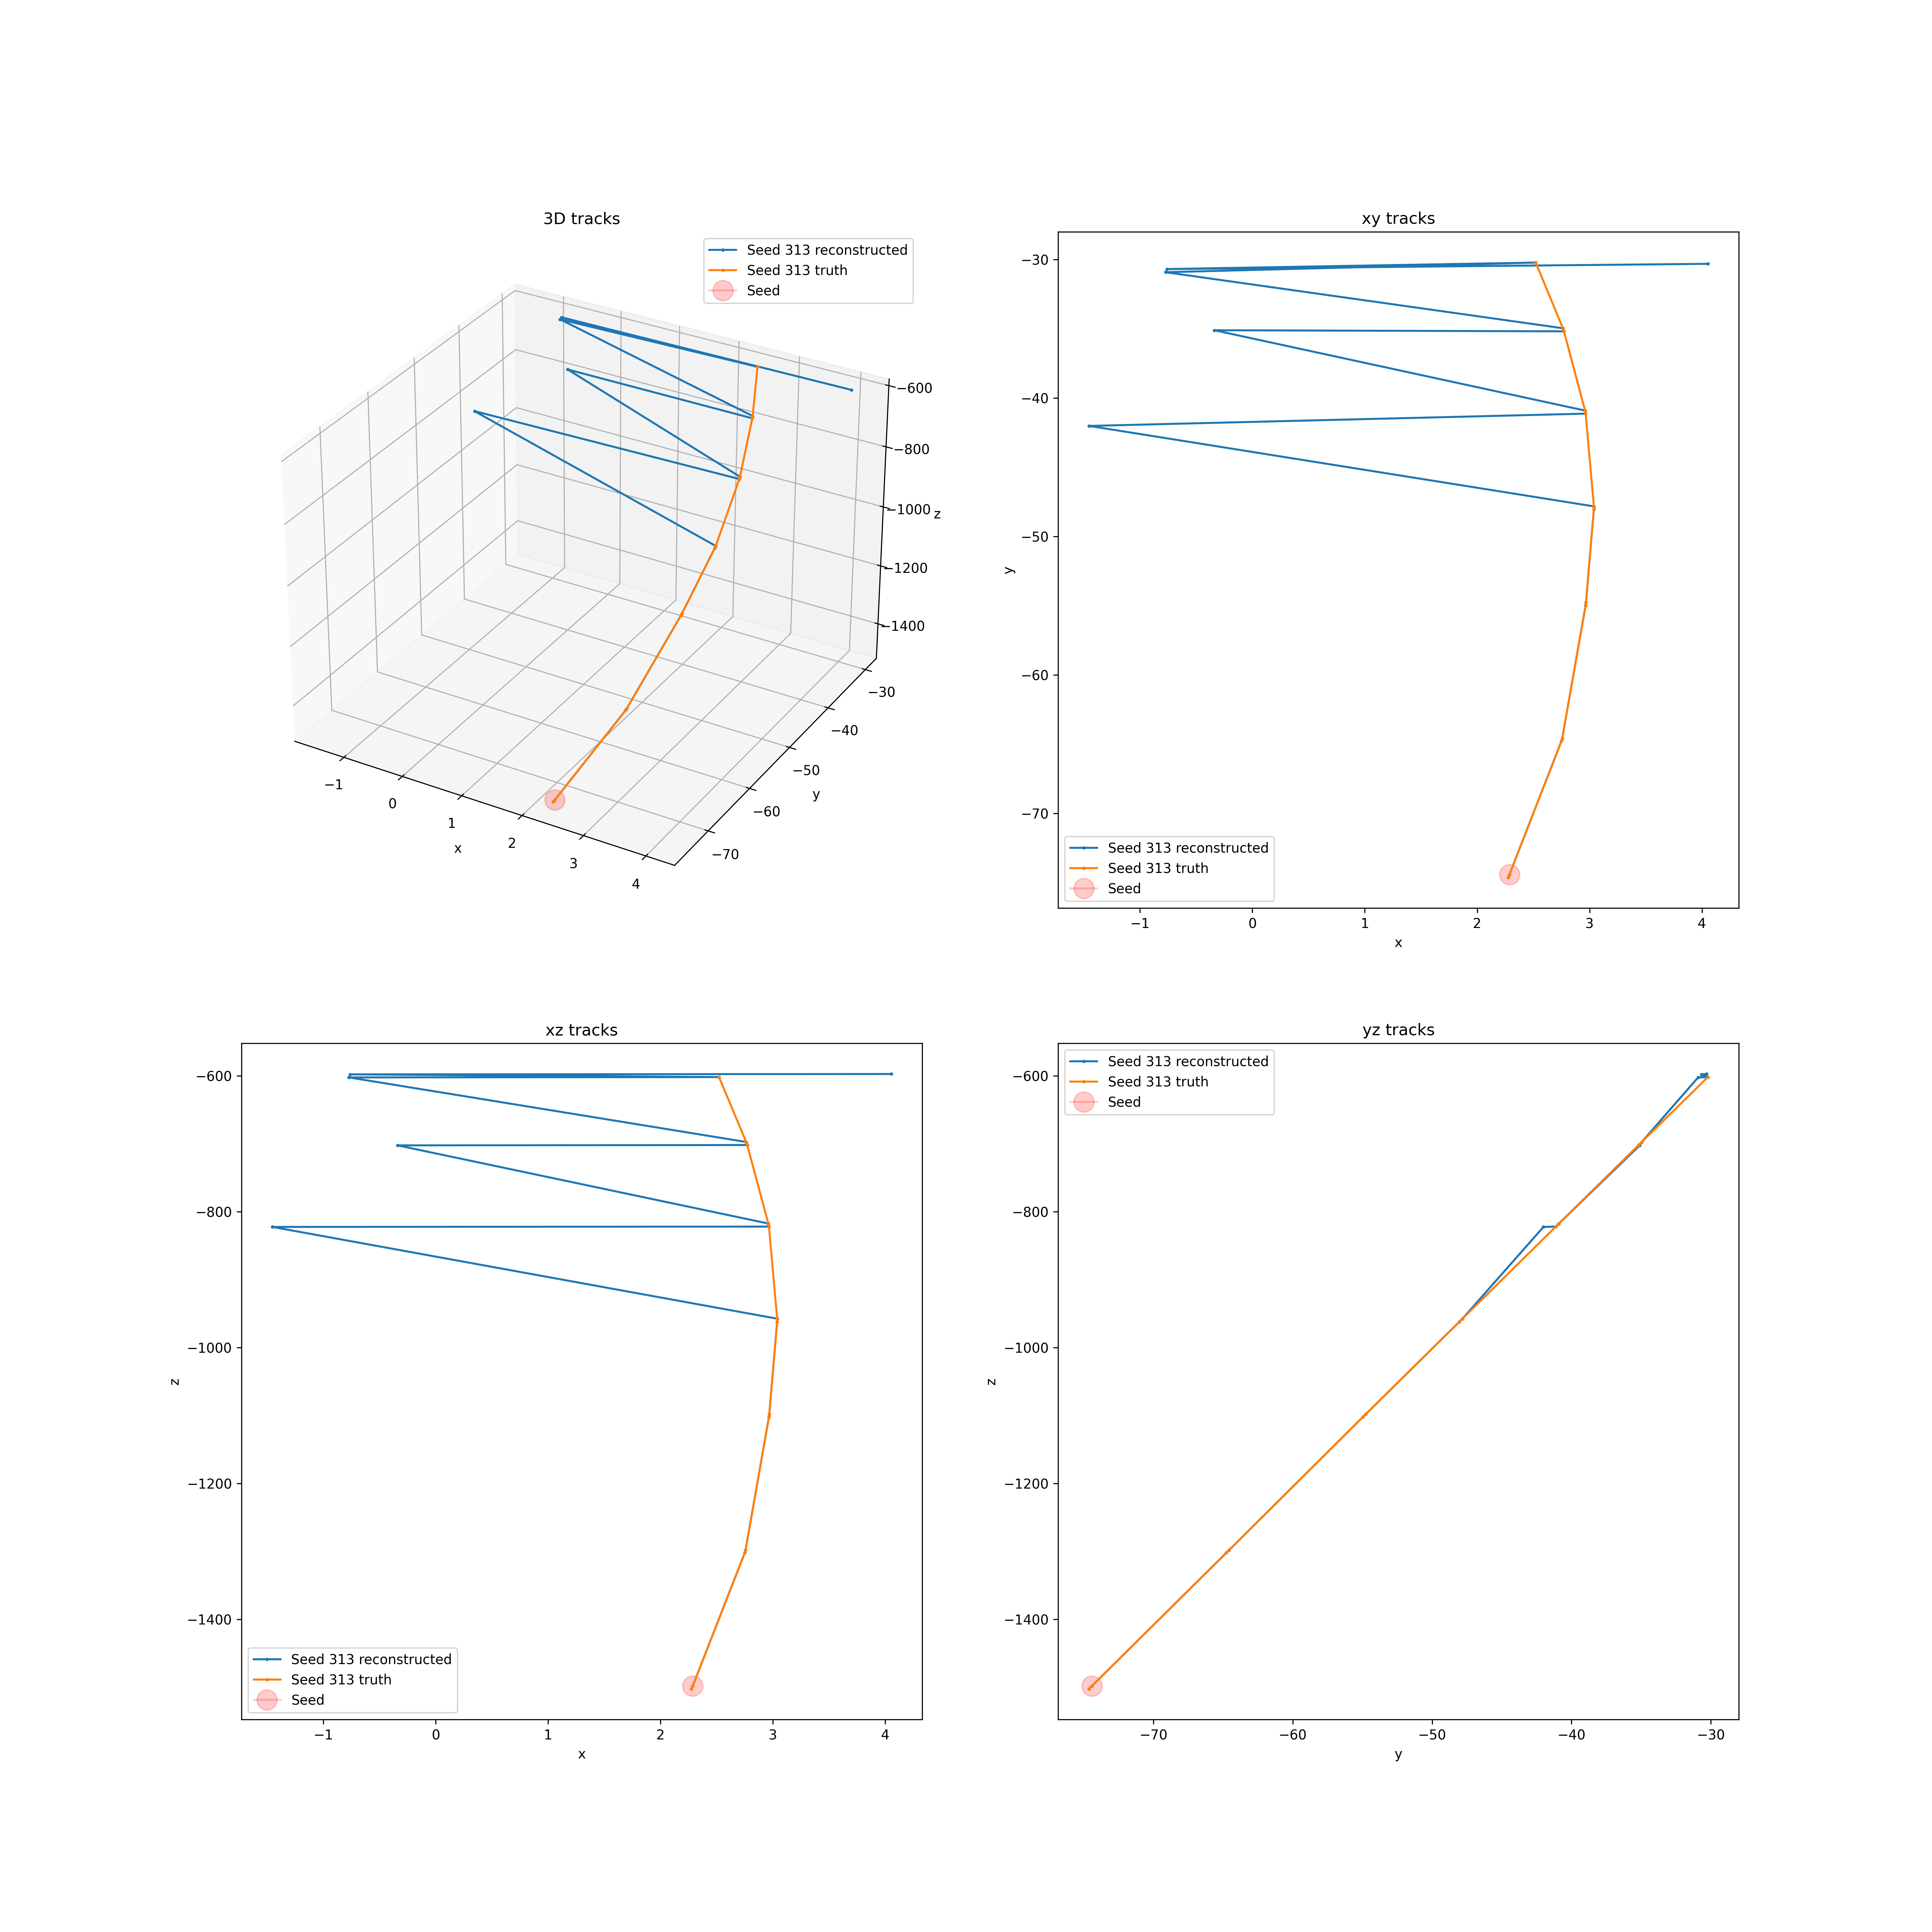 3D tracks
Seed 313 reconstructed
Seed 313 truth
Seed
−600
−800
−1000
−1200
−1400
z
−30
−40
−50
−60
−70
y
−1
0
1
2
3
4
x
xy tracks
−30
−40
−50
−60
−70
y
Seed 313 reconstructed
Seed 313 truth
Seed
−1 0 1 2 3 4
x
xz tracks
−600
−800
−1000
−1200
−1400
z
Seed 313 reconstructed
Seed 313 truth
Seed
−1 0 1 2 3 4
x
yz tracks
Seed 313 reconstructed
Seed 313 truth
Seed
−600
−800
−1000
−1200
−1400
z
−70 −60 −50 −40 −30
y